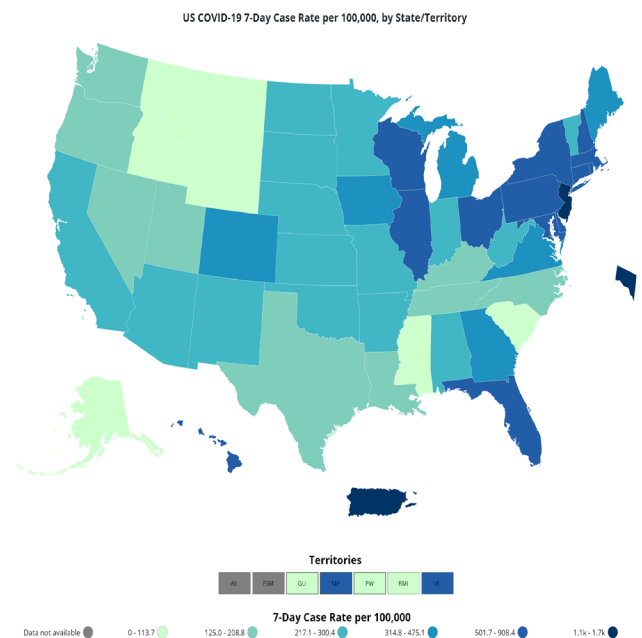 US COVID-19 7-Day Case Rate per 100,000, by State/Territory
Territories
AS FSM GU MP PW RMI VI
7-Day Case Rate per 100,000
Data not available 0 - 113.7 125.0 - 208.8 217.1 - 300.4 314.8 - 475.1 501.7 - 908.4 1.1k - 1.7k